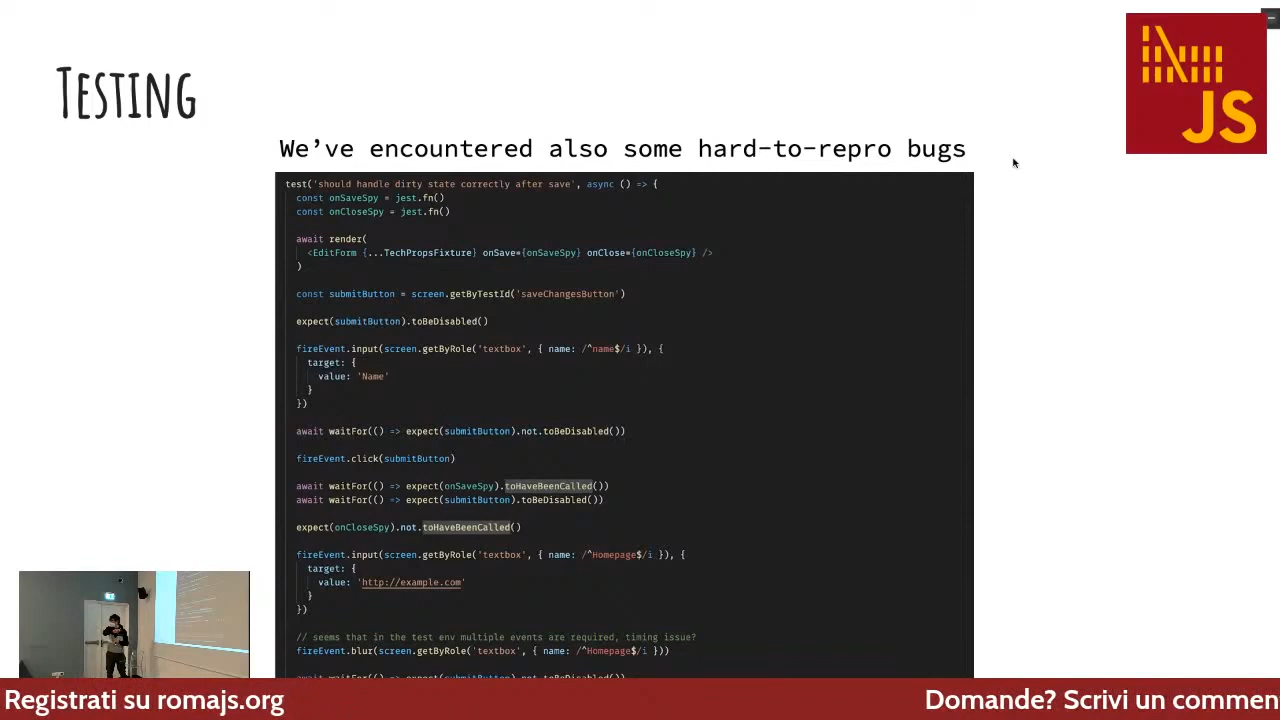 Testing
JS
We've encountered also some hard-to-repro bugs
test('should handle dirty state correctly after save', async () => {
const onSaveSpy = jest.fn()
const onCloseSpy = jest.fn()
await render(
<EditForm {...TechPropsFixture} onSave={onSaveSpy} onClose={onCloseSpy} />
)
const submitButton = screen.getByTestId('saveChangesButton')
expect(submitButton).toBeDisabled()
fireEvent.input(screen.getByRole('textbox', { name: /^name$/i }), {
target: {
value: 'Name'
}
})
await waitFor(() => expect(submitButton).not.toBeDisabled())
fireEvent.click(submitButton)
await waitFor(() => expect(onSaveSpy).toHaveBeenCalled())
await waitFor(() => expect(submitButton).toBeDisabled())
expect(onCloseSpy).not.toHaveBeenCalled()
fireEvent.input(screen.getByRole('textbox', { name: /^Homepage$/i }), {
target: {
value: 'http://example.com'
}
})
// seems that in the test env multiple events are required, timing issue?
fireEvent.blur(screen.getByRole('textbox', { name: /^Homepage$/i }))
await waitFor(() => expect(submitButton).not.toBeDisabled())
Registrati su romajs.org
Domande? Scrivi un commen